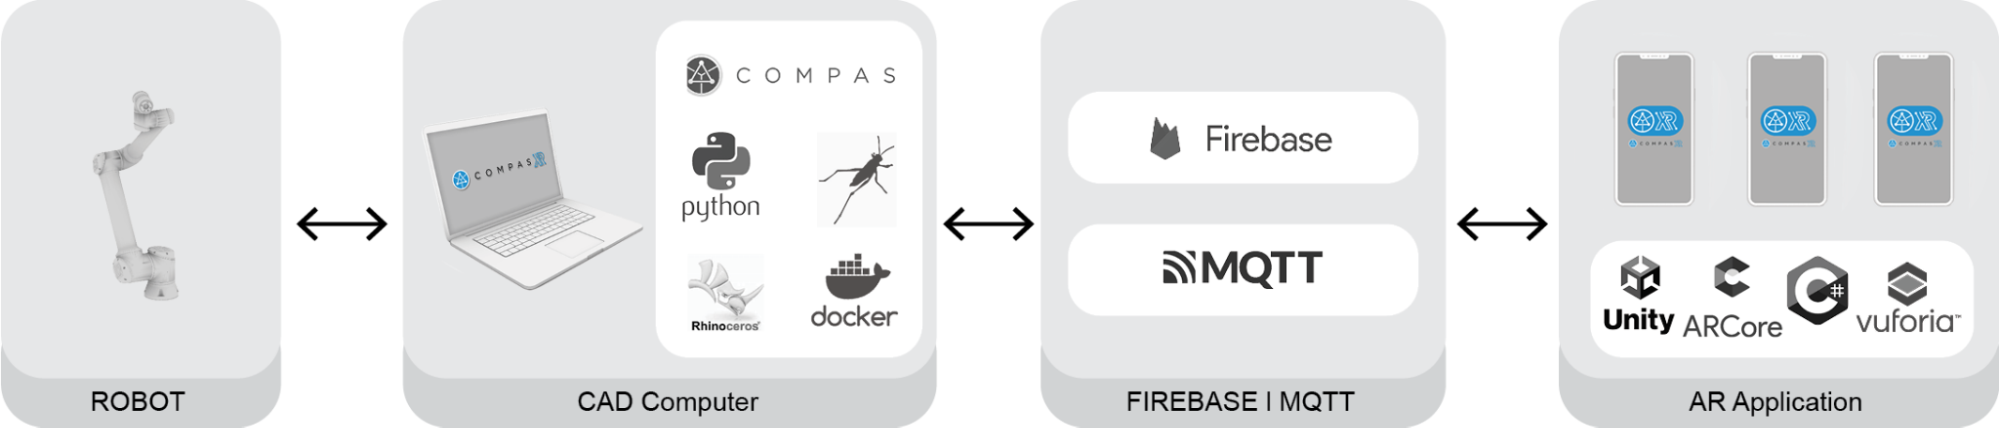 COMPAS
COMPAS XR
python
Rhinoceros®
docker
Firebase
MQTT
XR
COMPAS XR
XR
COMPAS XR
XR
COMPAS XR
Unity
ARCore
C#
vuforia™
ROBOT
CAD Computer
FIREBASE | MQTT
AR Application